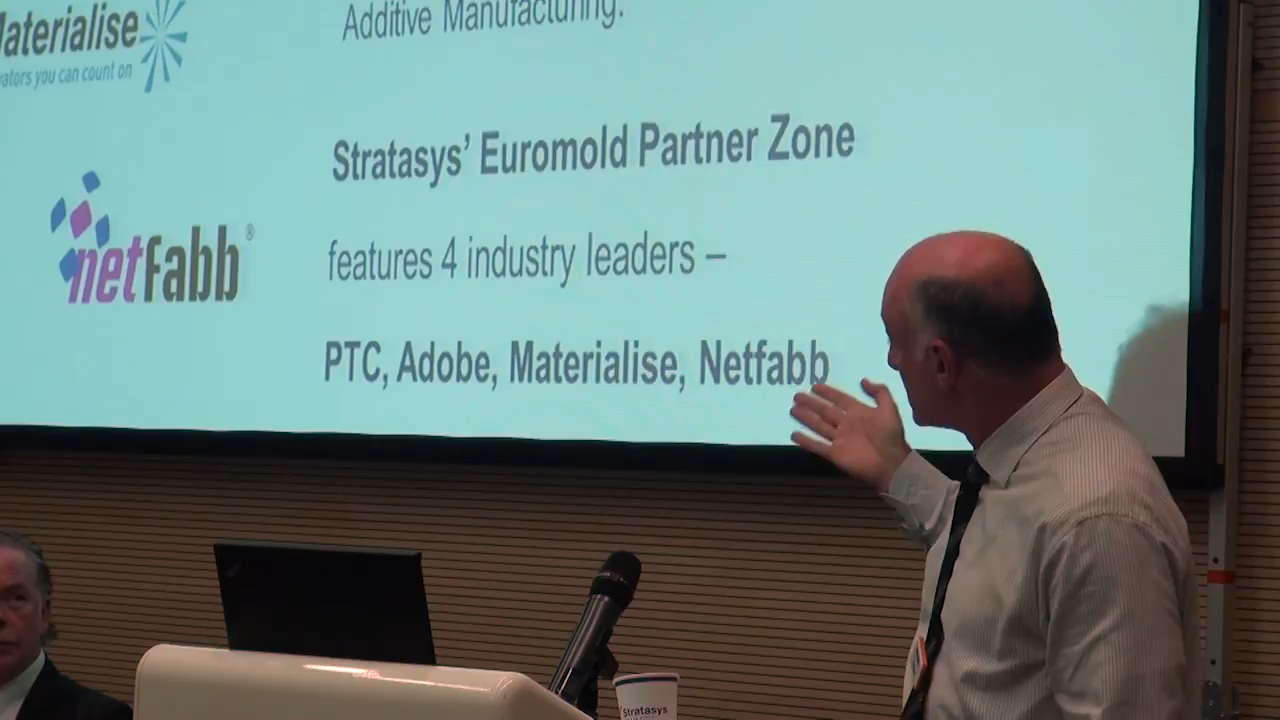 Materialise
vators you can count on
Additive Manufacturing.
Stratasys’ Euromold Partner Zone
netfabb®
features 4 industry leaders –
PTC, Adobe, Materialise, Netfabb
Stratasys